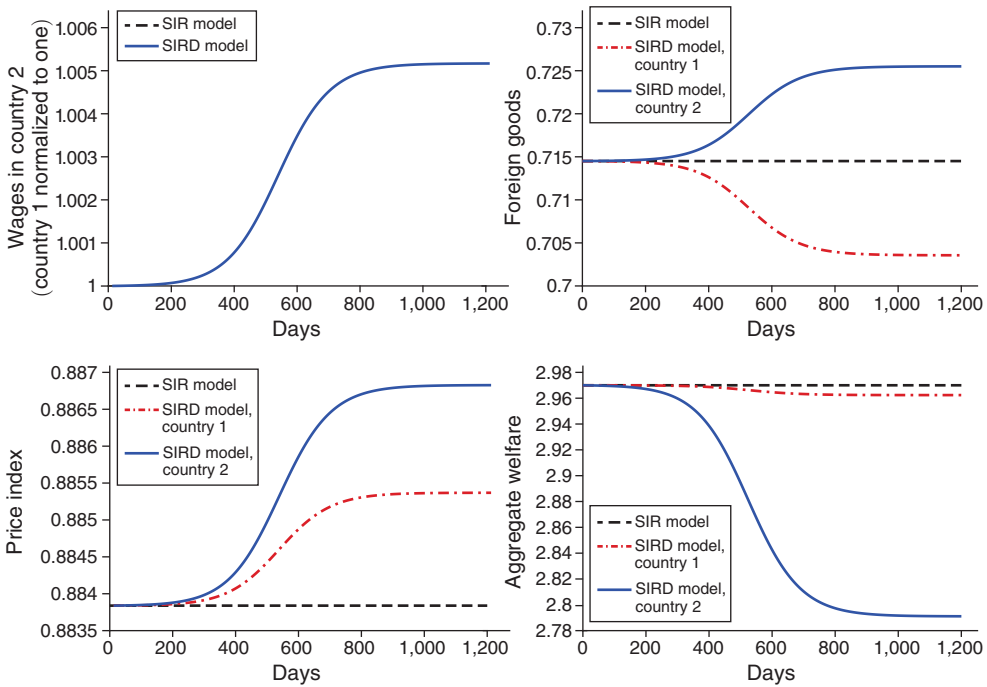 Wages in country 2
(country 1 normalized to one)
1.006
1.005
1.004
1.003
1.002
1.001
1
SIR model
SIRD model
0
200
400
600
800
1,000
1,200
Days
Foreign goods
0.73
0.725
0.72
0.715
0.71
0.705
0.7
SIR model
SIRD model,
country 1
SIRD model,
country 2
0
200
400
600
800
1,000
1,200
Days
Price index
0.887
0.8865
0.886
0.8855
0.885
0.8845
0.884
0.8835
SIR model
SIRD model,
country 1
SIRD model,
country 2
0
200
400
600
800
1,000
1,200
Days
Aggregate welfare
2.98
2.96
2.94
2.92
2.9
2.88
2.86
2.84
2.82
2.8
2.78
SIR model
SIRD model,
country 1
SIRD model,
country 2
0
200
400
600
800
1,000
1,200
Days